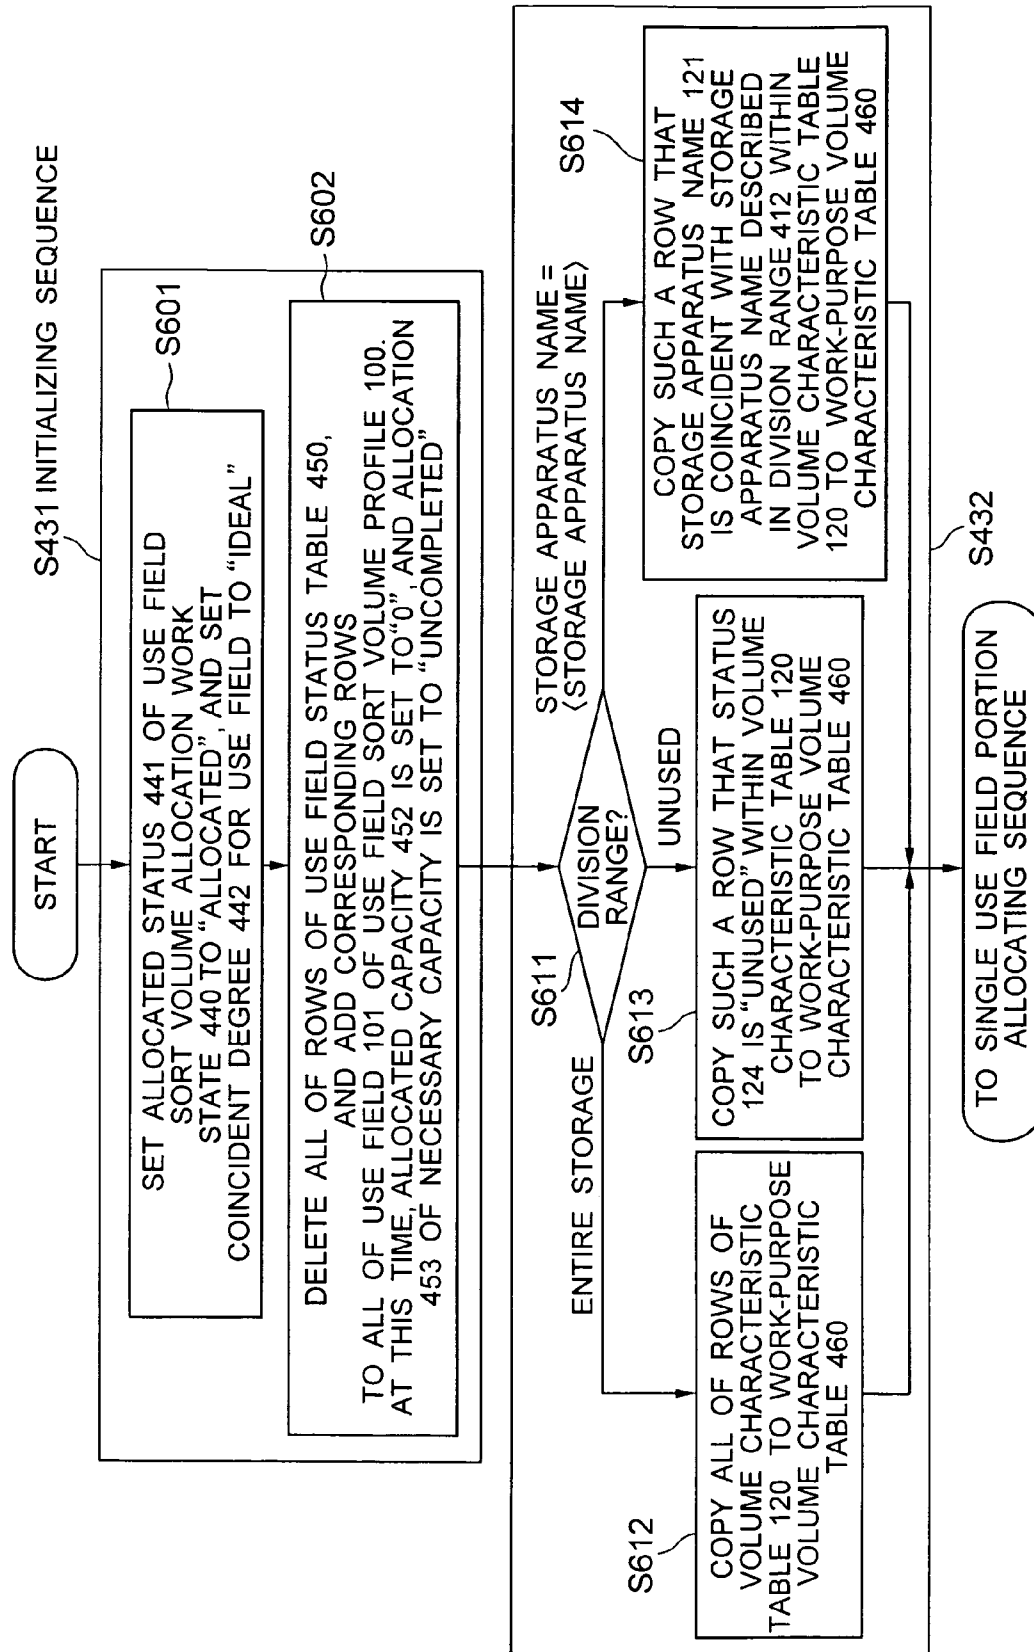 START
S431 INITIALIZING SEQUENCE
S601
SET ALLOCATED STATUS 441 OF USE FIELD
SORT VOLUME ALLOCATION WORK
STATE 440 TO "ALLOCATED", AND SET
COINCIDENT DEGREE 442 FOR USE FIELD TO "IDEAL"
S602
DELETE ALL OF ROWS OF USE FIELD STATUS TABLE 450,
AND ADD CORRESPONDING ROWS
TO ALL OF USE FIELD 101 OF USE FIELD SORT VOLUME PROFILE 100.
AT THIS TIME, ALLOCATED CAPACITY 452 IS SET TO "0", AND ALLOCATION
453 OF NECESSARY CAPACITY IS SET TO "UNCOMPLETED"
S611
DIVISION
RANGE?
ENTIRE STORAGE
UNUSED
STORAGE APPARATUS NAME =
〈STORAGE APPARATUS NAME〉
S612
COPY ALL OF ROWS OF
VOLUME CHARACTERISTIC
TABLE 120 TO WORK-PURPOSE
VOLUME CHARACTERISTIC
TABLE 460
S613
COPY SUCH A ROW THAT STATUS
124 IS "UNUSED" WITHIN VOLUME
CHARACTERISTIC TABLE 120
TO WORK-PURPOSE VOLUME
CHARACTERISTIC TABLE 460
S614
COPY SUCH A ROW THAT
STORAGE APPARATUS NAME 121
IS COINCIDENT WITH STORAGE
APPARATUS NAME DESCRIBED
IN DIVISION RANGE 412 WITHIN
VOLUME CHARACTERISTIC TABLE
120 TO WORK-PURPOSE VOLUME
CHARACTERISTIC TABLE 460
S432
TO SINGLE USE FIELD PORTION
ALLOCATING SEQUENCE